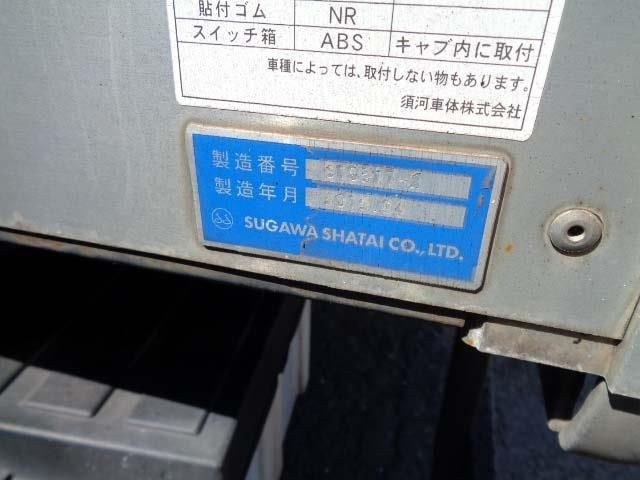 貼付ゴム NR
スイッチ箱 ABS キャブ内に取付
車種によっては、取付しない物もあります。
須河車体株式会社
製造番号
製造年月
SUGAWA SHATAI CO., LTD.